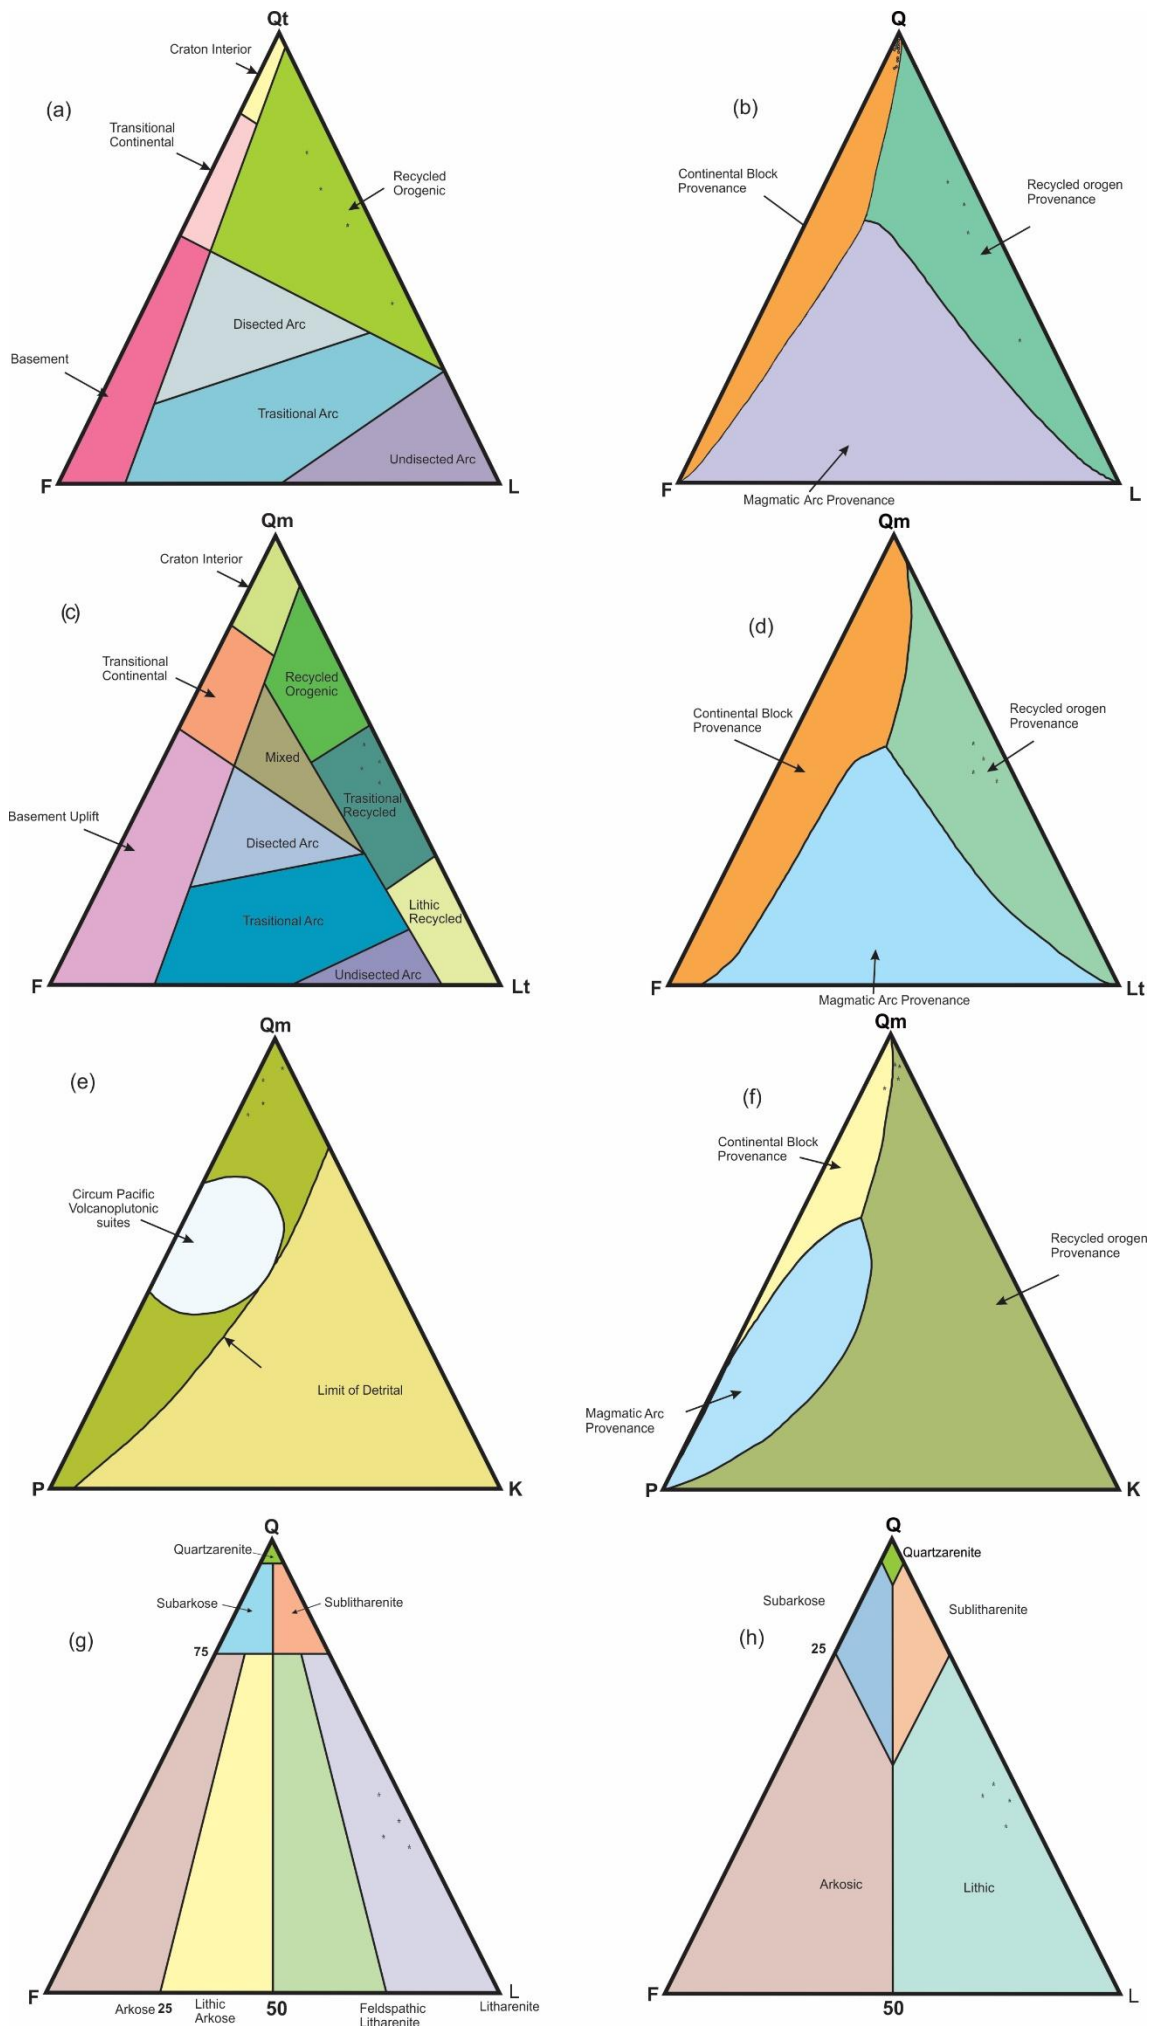 Qt
Craton Interior
(a)
Transitional
Continental
Recycled
Orogenic
Disected Arc
Basement
Trasitional Arc
Undisected Arc
F
L
Q
(b)
Continental Block
Provenance
Recycled orogen
Provenance
F
Magmatic Arc Provenance
L
Qm
Craton Interior
(c)
Transitional
Continental
Recycled
Orogenic
Mixed
Trasitional
Recycled
Basement Uplift
Disected Arc
Lithic
Recycled
Trasitional Arc
Undisected Arc
F
Lt
Qm
(d)
Continental Block
Provenance
Recycled orogen
Provenance
F
Magmatic Arc Provenance
Lt
Qm
(e)
Circum Pacific
Volcanoplutonic
suites
Limit of Detrital
P
K
Qm
(f)
Continental Block
Provenance
Recycled orogen
Provenance
Magmatic Arc
Provenance
P
K
Q
Quartzarenite
Subarkose
Sublitharenite
(g)
75
F
Arkose 25
Lithic
Arkose
50
Feldspathic
Litharenite
L
Litharenite
Q
Quartzarenite
Subarkose
Sublitharenite
(h)
25
Arkosic
Lithic
F
50
L